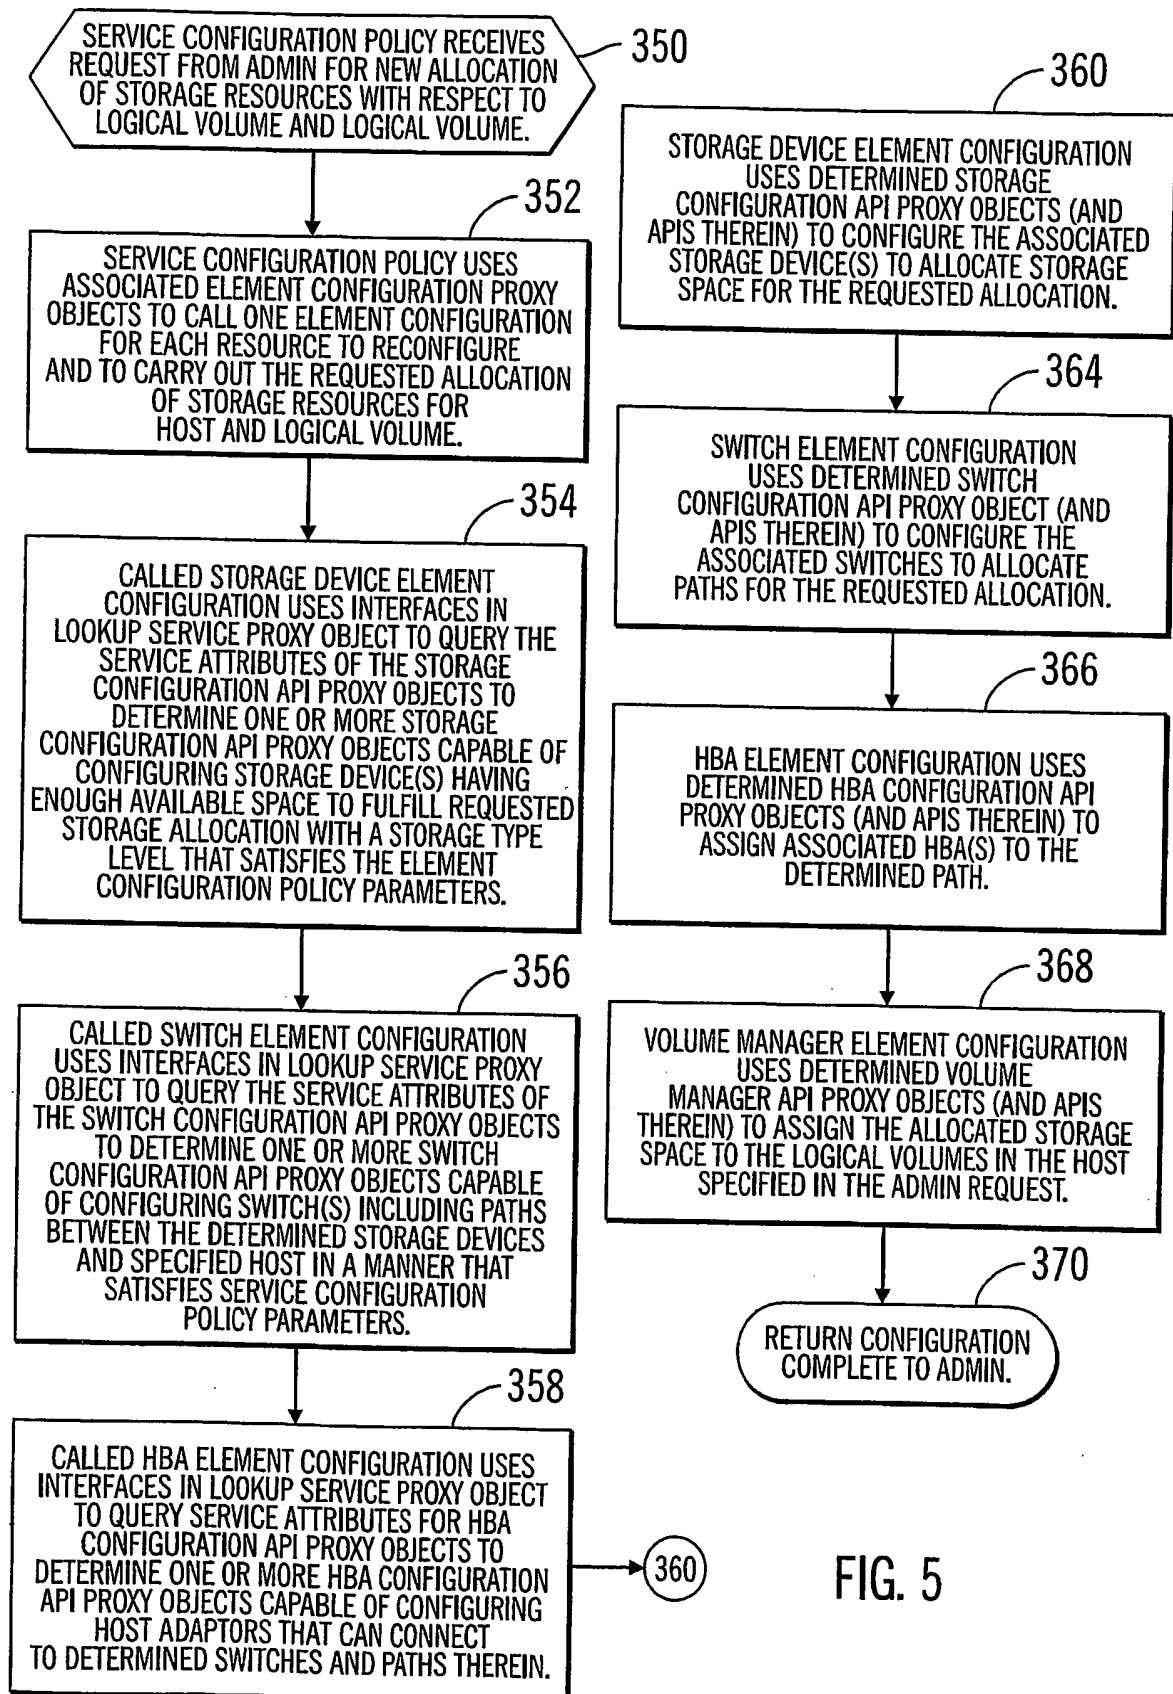 SERVICE CONFIGURATION POLICY RECEIVES
REQUEST FROM ADMIN FOR NEW ALLOCATION
OF STORAGE RESOURCES WITH RESPECT TO
LOGICAL VOLUME AND LOGICAL VOLUME.
350
352
SERVICE CONFIGURATION POLICY USES
ASSOCIATED ELEMENT CONFIGURATION PROXY
OBJECTS TO CALL ONE ELEMENT CONFIGURATION
FOR EACH RESOURCE TO RECONFIGURE
AND TO CARRY OUT THE REQUESTED ALLOCATION
OF STORAGE RESOURCES FOR
HOST AND LOGICAL VOLUME.
354
CALLED STORAGE DEVICE ELEMENT
CONFIGURATION USES INTERFACES IN
LOOKUP SERVICE PROXY OBJECT TO QUERY THE
SERVICE ATTRIBUTES OF THE STORAGE
CONFIGURATION API PROXY OBJECTS TO
DETERMINE ONE OR MORE STORAGE
CONFIGURATION API PROXY OBJECTS CAPABLE OF
CONFIGURING STORAGE DEVICE(S) HAVING
ENOUGH AVAILABLE SPACE TO FULFILL REQUESTED
STORAGE ALLOCATION WITH A STORAGE TYPE
LEVEL THAT SATISFIES THE ELEMENT
CONFIGURATION POLICY PARAMETERS.
356
CALLED SWITCH ELEMENT CONFIGURATION
USES INTERFACES IN LOOKUP SERVICE PROXY
OBJECT TO QUERY THE SERVICE ATTRIBUTES OF
THE SWITCH CONFIGURATION API PROXY OBJECTS
TO DETERMINE ONE OR MORE SWITCH
CONFIGURATION API PROXY OBJECTS CAPABLE
OF CONFIGURING SWITCH(S) INCLUDING PATHS
BETWEEN THE DETERMINED STORAGE DEVICES
AND SPECIFIED HOST IN A MANNER THAT
SATISFIES SERVICE CONFIGURATION
POLICY PARAMETERS.
358
CALLED HBA ELEMENT CONFIGURATION USES
INTERFACES IN LOOKUP SERVICE PROXY OBJECT
TO QUERY SERVICE ATTRIBUTES FOR HBA
CONFIGURATION API PROXY OBJECTS TO
DETERMINE ONE OR MORE HBA CONFIGURATION
API PROXY OBJECTS CAPABLE OF CONFIGURING
HOST ADAPTORS THAT CAN CONNECT
TO DETERMINED SWITCHES AND PATHS THEREIN.
360
360
STORAGE DEVICE ELEMENT CONFIGURATION
USES DETERMINED STORAGE
CONFIGURATION API PROXY OBJECTS (AND
APIS THEREIN) TO CONFIGURE THE ASSOCIATED
STORAGE DEVICE(S) TO ALLOCATE STORAGE
SPACE FOR THE REQUESTED ALLOCATION.
364
SWITCH ELEMENT CONFIGURATION
USES DETERMINED SWITCH
CONFIGURATION API PROXY OBJECT (AND
APIS THEREIN) TO CONFIGURE THE
ASSOCIATED SWITCHES TO ALLOCATE
PATHS FOR THE REQUESTED ALLOCATION.
366
HBA ELEMENT CONFIGURATION USES
DETERMINED HBA CONFIGURATION API
PROXY OBJECTS (AND APIS THEREIN) TO
ASSIGN ASSOCIATED HBA(S) TO THE
DETERMINED PATH.
368
VOLUME MANAGER ELEMENT CONFIGURATION
USES DETERMINED VOLUME
MANAGER API PROXY OBJECTS (AND APIS
THEREIN) TO ASSIGN THE ALLOCATED STORAGE
SPACE TO THE LOGICAL VOLUMES IN THE HOST
SPECIFIED IN THE ADMIN REQUEST.
370
RETURN CONFIGURATION
COMPLETE TO ADMIN.
FIG. 5